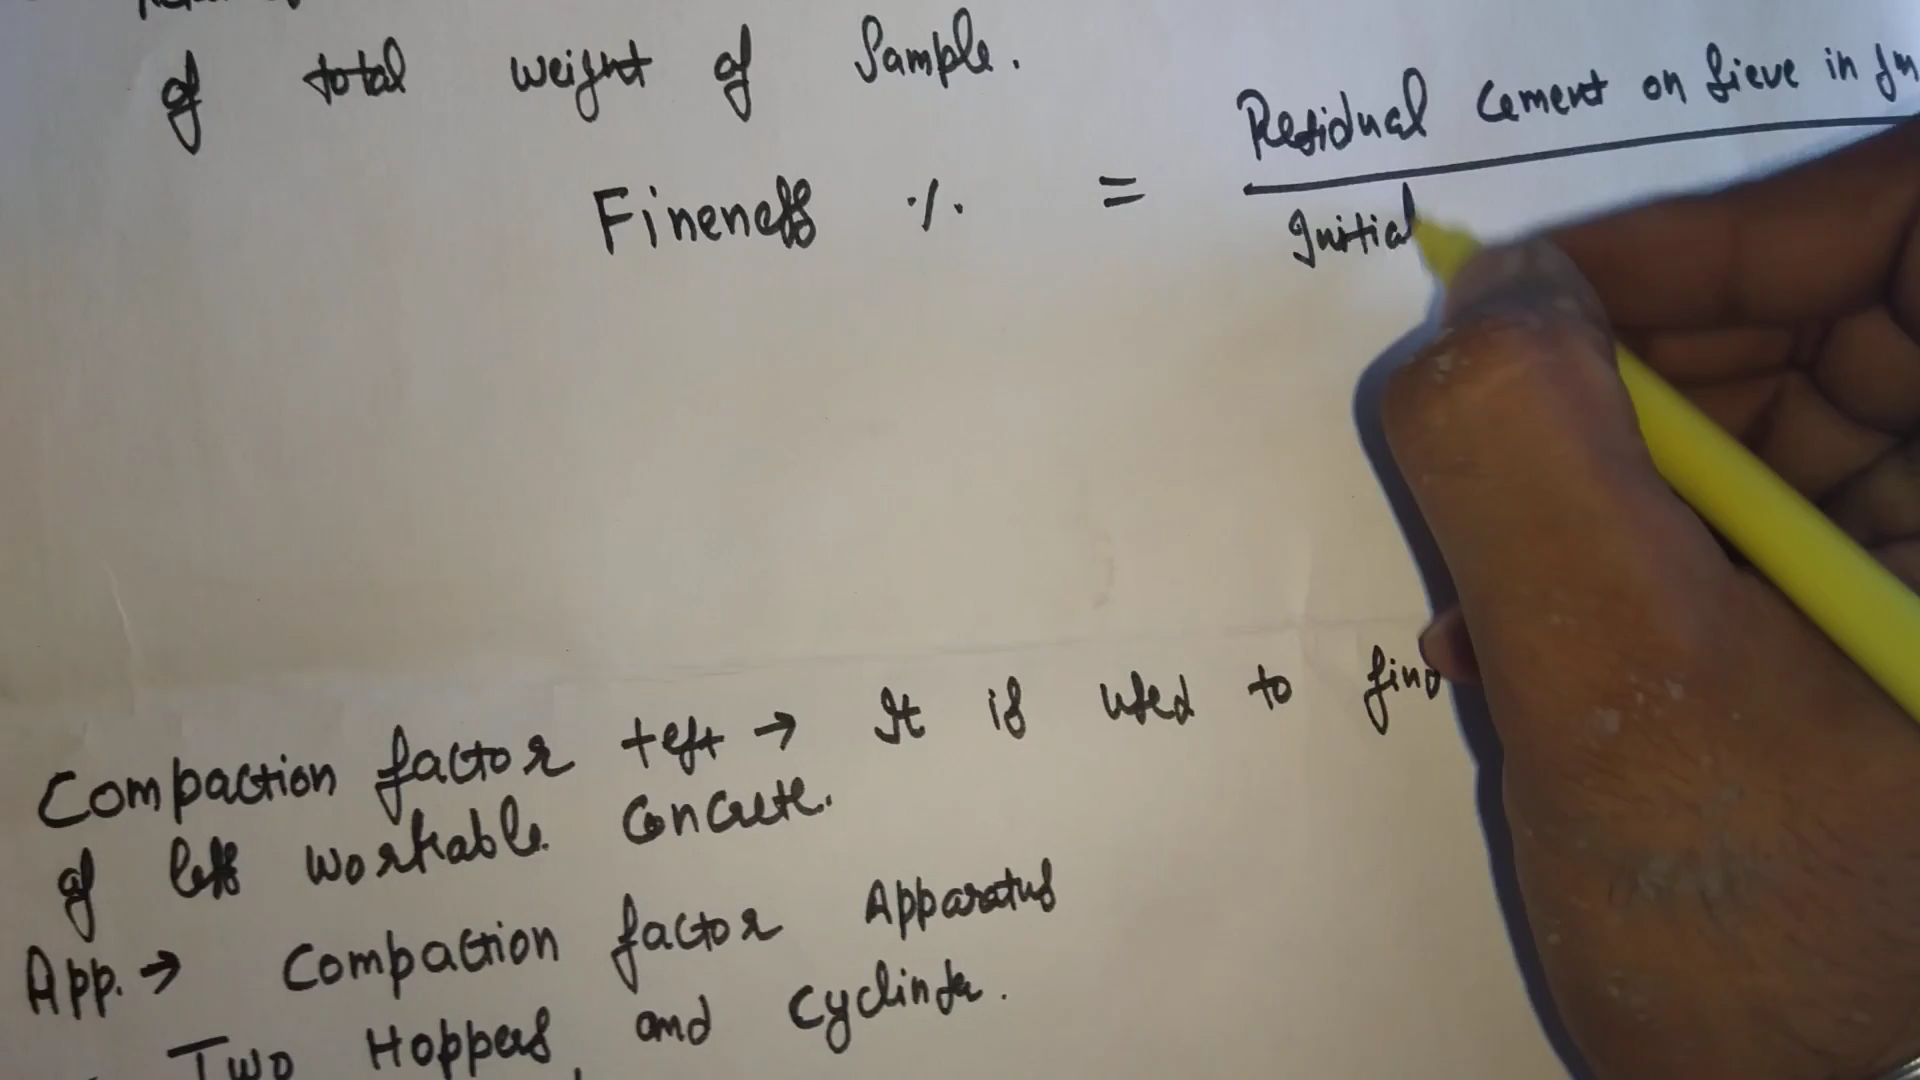 of total weight of Sample.
Residual Cement on Sieve in
Fineness % =
Initial
Compaction factor test → It is used to find
of less workable Concrete.
App. → Compaction factor Apparatus
Two Hoppers and Cyclinder.